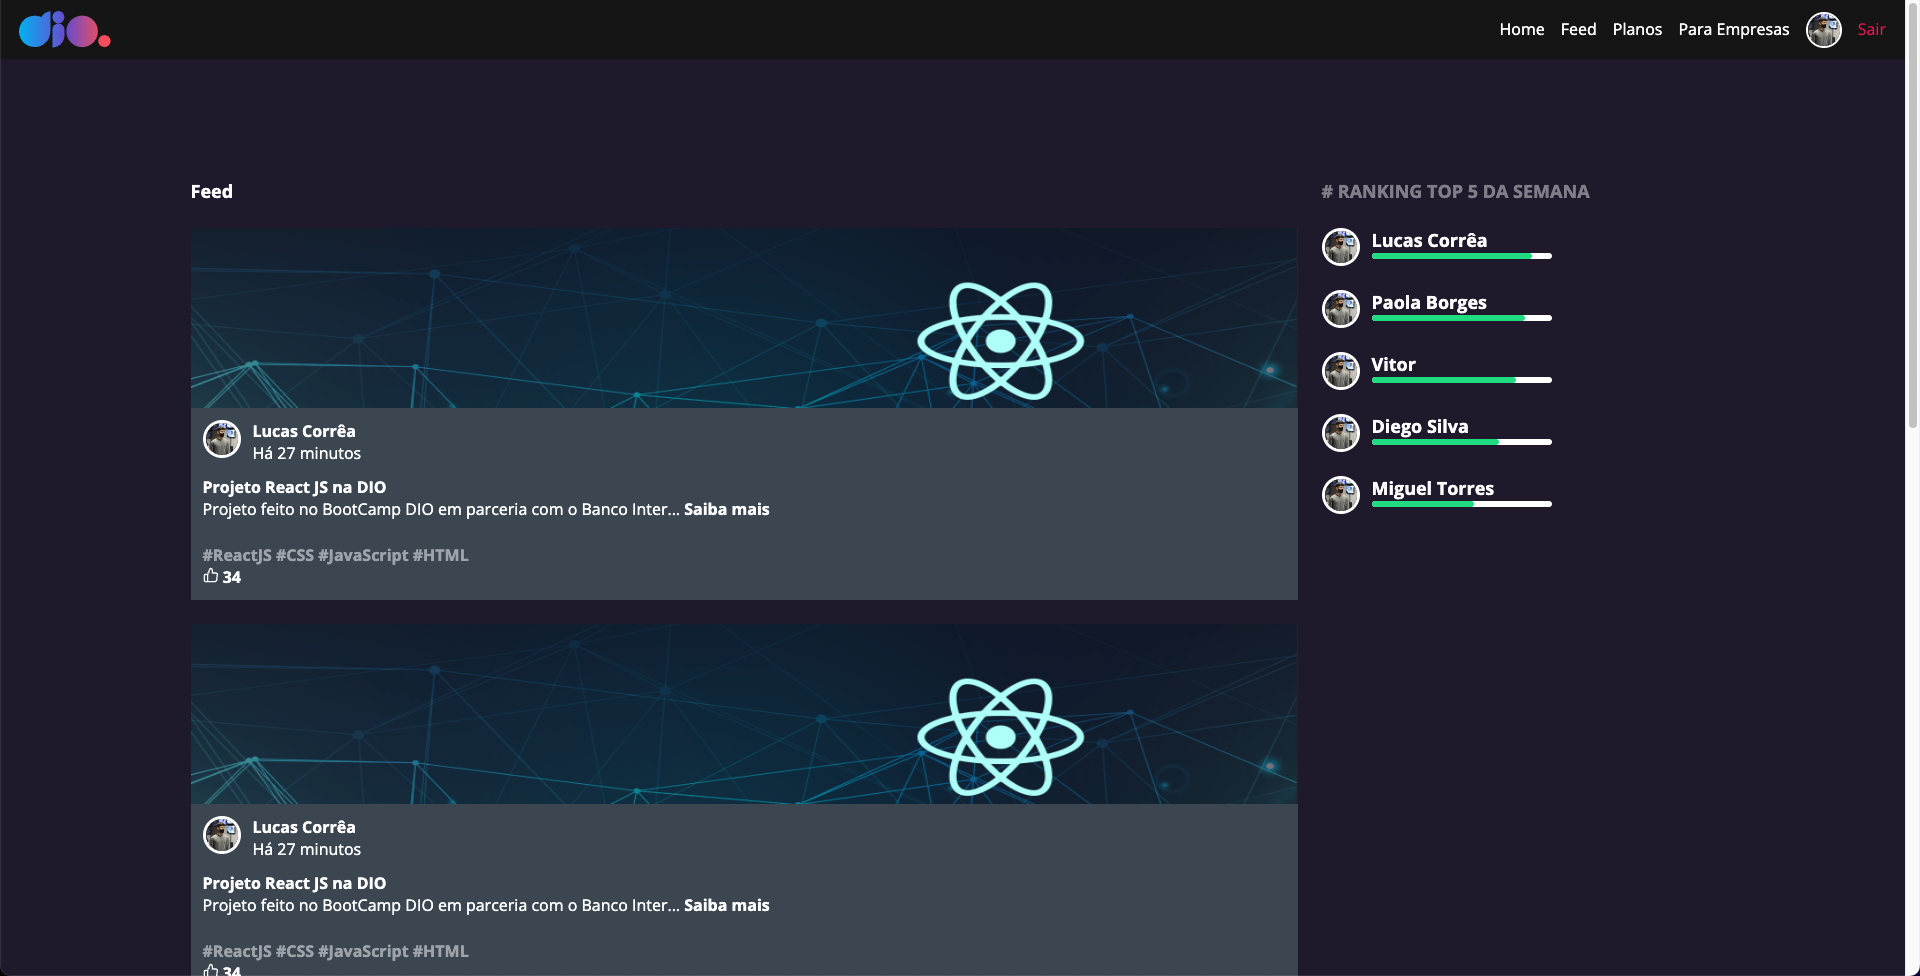 dio.
Home Feed Planos Para Empresas Sair
Feed
Lucas Corrêa
Há 27 minutos
Projeto React JS na DIO
Projeto feito no BootCamp DIO em parceria com o Banco Inter... Saiba mais
#ReactJS #CSS #JavaScript #HTML
34
Lucas Corrêa
Há 27 minutos
Projeto React JS na DIO
Projeto feito no BootCamp DIO em parceria com o Banco Inter... Saiba mais
#ReactJS #CSS #JavaScript #HTML
34
# RANKING TOP 5 DA SEMANA
Lucas Corrêa
Paola Borges
Vitor
Diego Silva
Miguel Torres